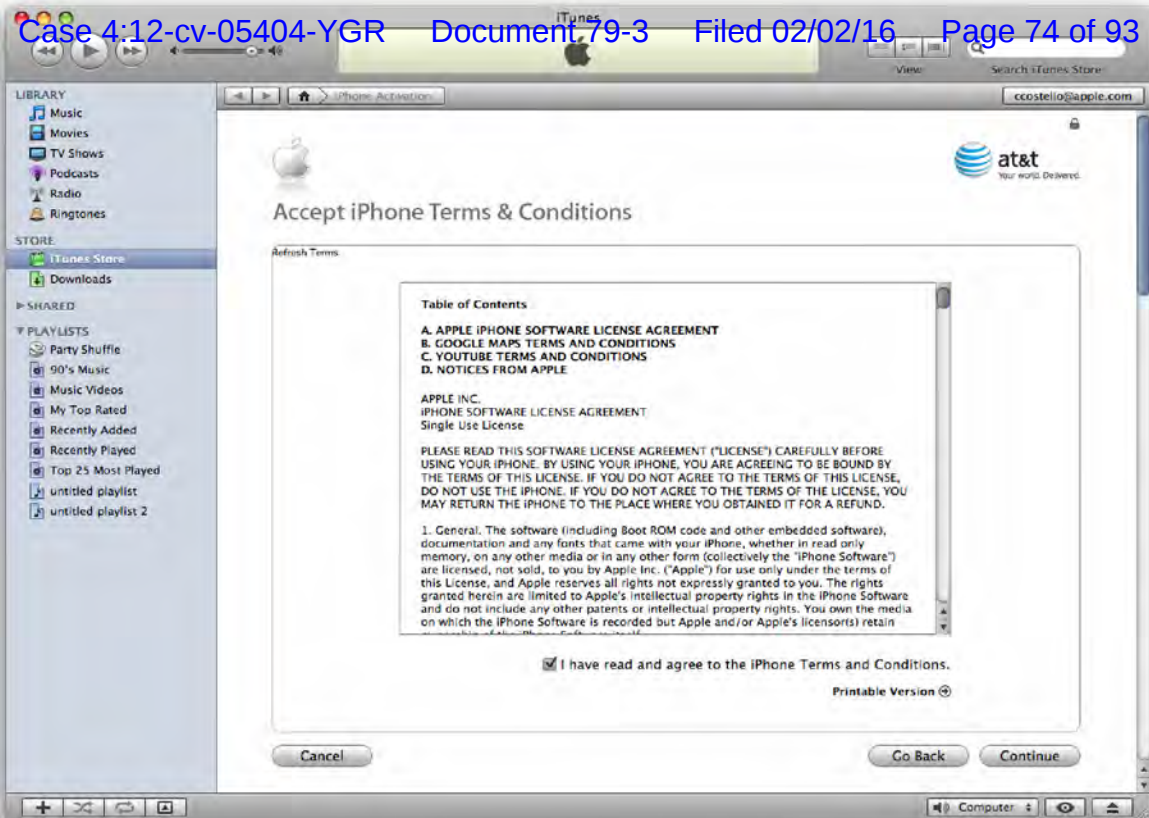 iTunes
Case 4:12-cv-05404-YGR Document 79-3 Filed 02/02/16 Page 74 of 93
View
Search iTunes Store
LIBRARY
Music
Movies
TV Shows
Podcasts
Radio
Ringtones
STORE
iTunes Store
Downloads
SHARED
PLAYLISTS
Party Shuffle
90's Music
Music Videos
My Top Rated
Recently Added
Recently Played
Top 25 Most Played
untitled playlist
untitled playlist 2
iPhone Activation
ccostello@apple.com
at&t
Your world. Delivered.
Accept iPhone Terms & Conditions
Refresh Terms
Table of Contents
A. APPLE iPHONE SOFTWARE LICENSE AGREEMENT
B. GOOGLE MAPS TERMS AND CONDITIONS
C. YOUTUBE TERMS AND CONDITIONS
D. NOTICES FROM APPLE
APPLE INC.
iPHONE SOFTWARE LICENSE AGREEMENT
Single Use License
PLEASE READ THIS SOFTWARE LICENSE AGREEMENT ("LICENSE") CAREFULLY BEFORE
USING YOUR iPHONE. BY USING YOUR iPHONE, YOU ARE AGREEING TO BE BOUND BY
THE TERMS OF THIS LICENSE. IF YOU DO NOT AGREE TO THE TERMS OF THIS LICENSE,
DO NOT USE THE iPHONE. IF YOU DO NOT AGREE TO THE TERMS OF THE LICENSE, YOU
MAY RETURN THE iPHONE TO THE PLACE WHERE YOU OBTAINED IT FOR A REFUND.
1. General. The software (including Boot ROM code and other embedded software),
documentation and any fonts that came with your iPhone, whether in read only
memory, on any other media or in any other form (collectively the "iPhone Software")
are licensed, not sold, to you by Apple Inc. ("Apple") for use only under the terms of
this License, and Apple reserves all rights not expressly granted to you. The rights
granted herein are limited to Apple's intellectual property rights in the iPhone Software
and do not include any other patents or intellectual property rights. You own the media
on which the iPhone Software is recorded but Apple and/or Apple's licensor(s) retain
ownership of the iPhone Software itself.
I have read and agree to the iPhone Terms and Conditions.
Printable Version
Cancel
Go Back
Continue
Computer